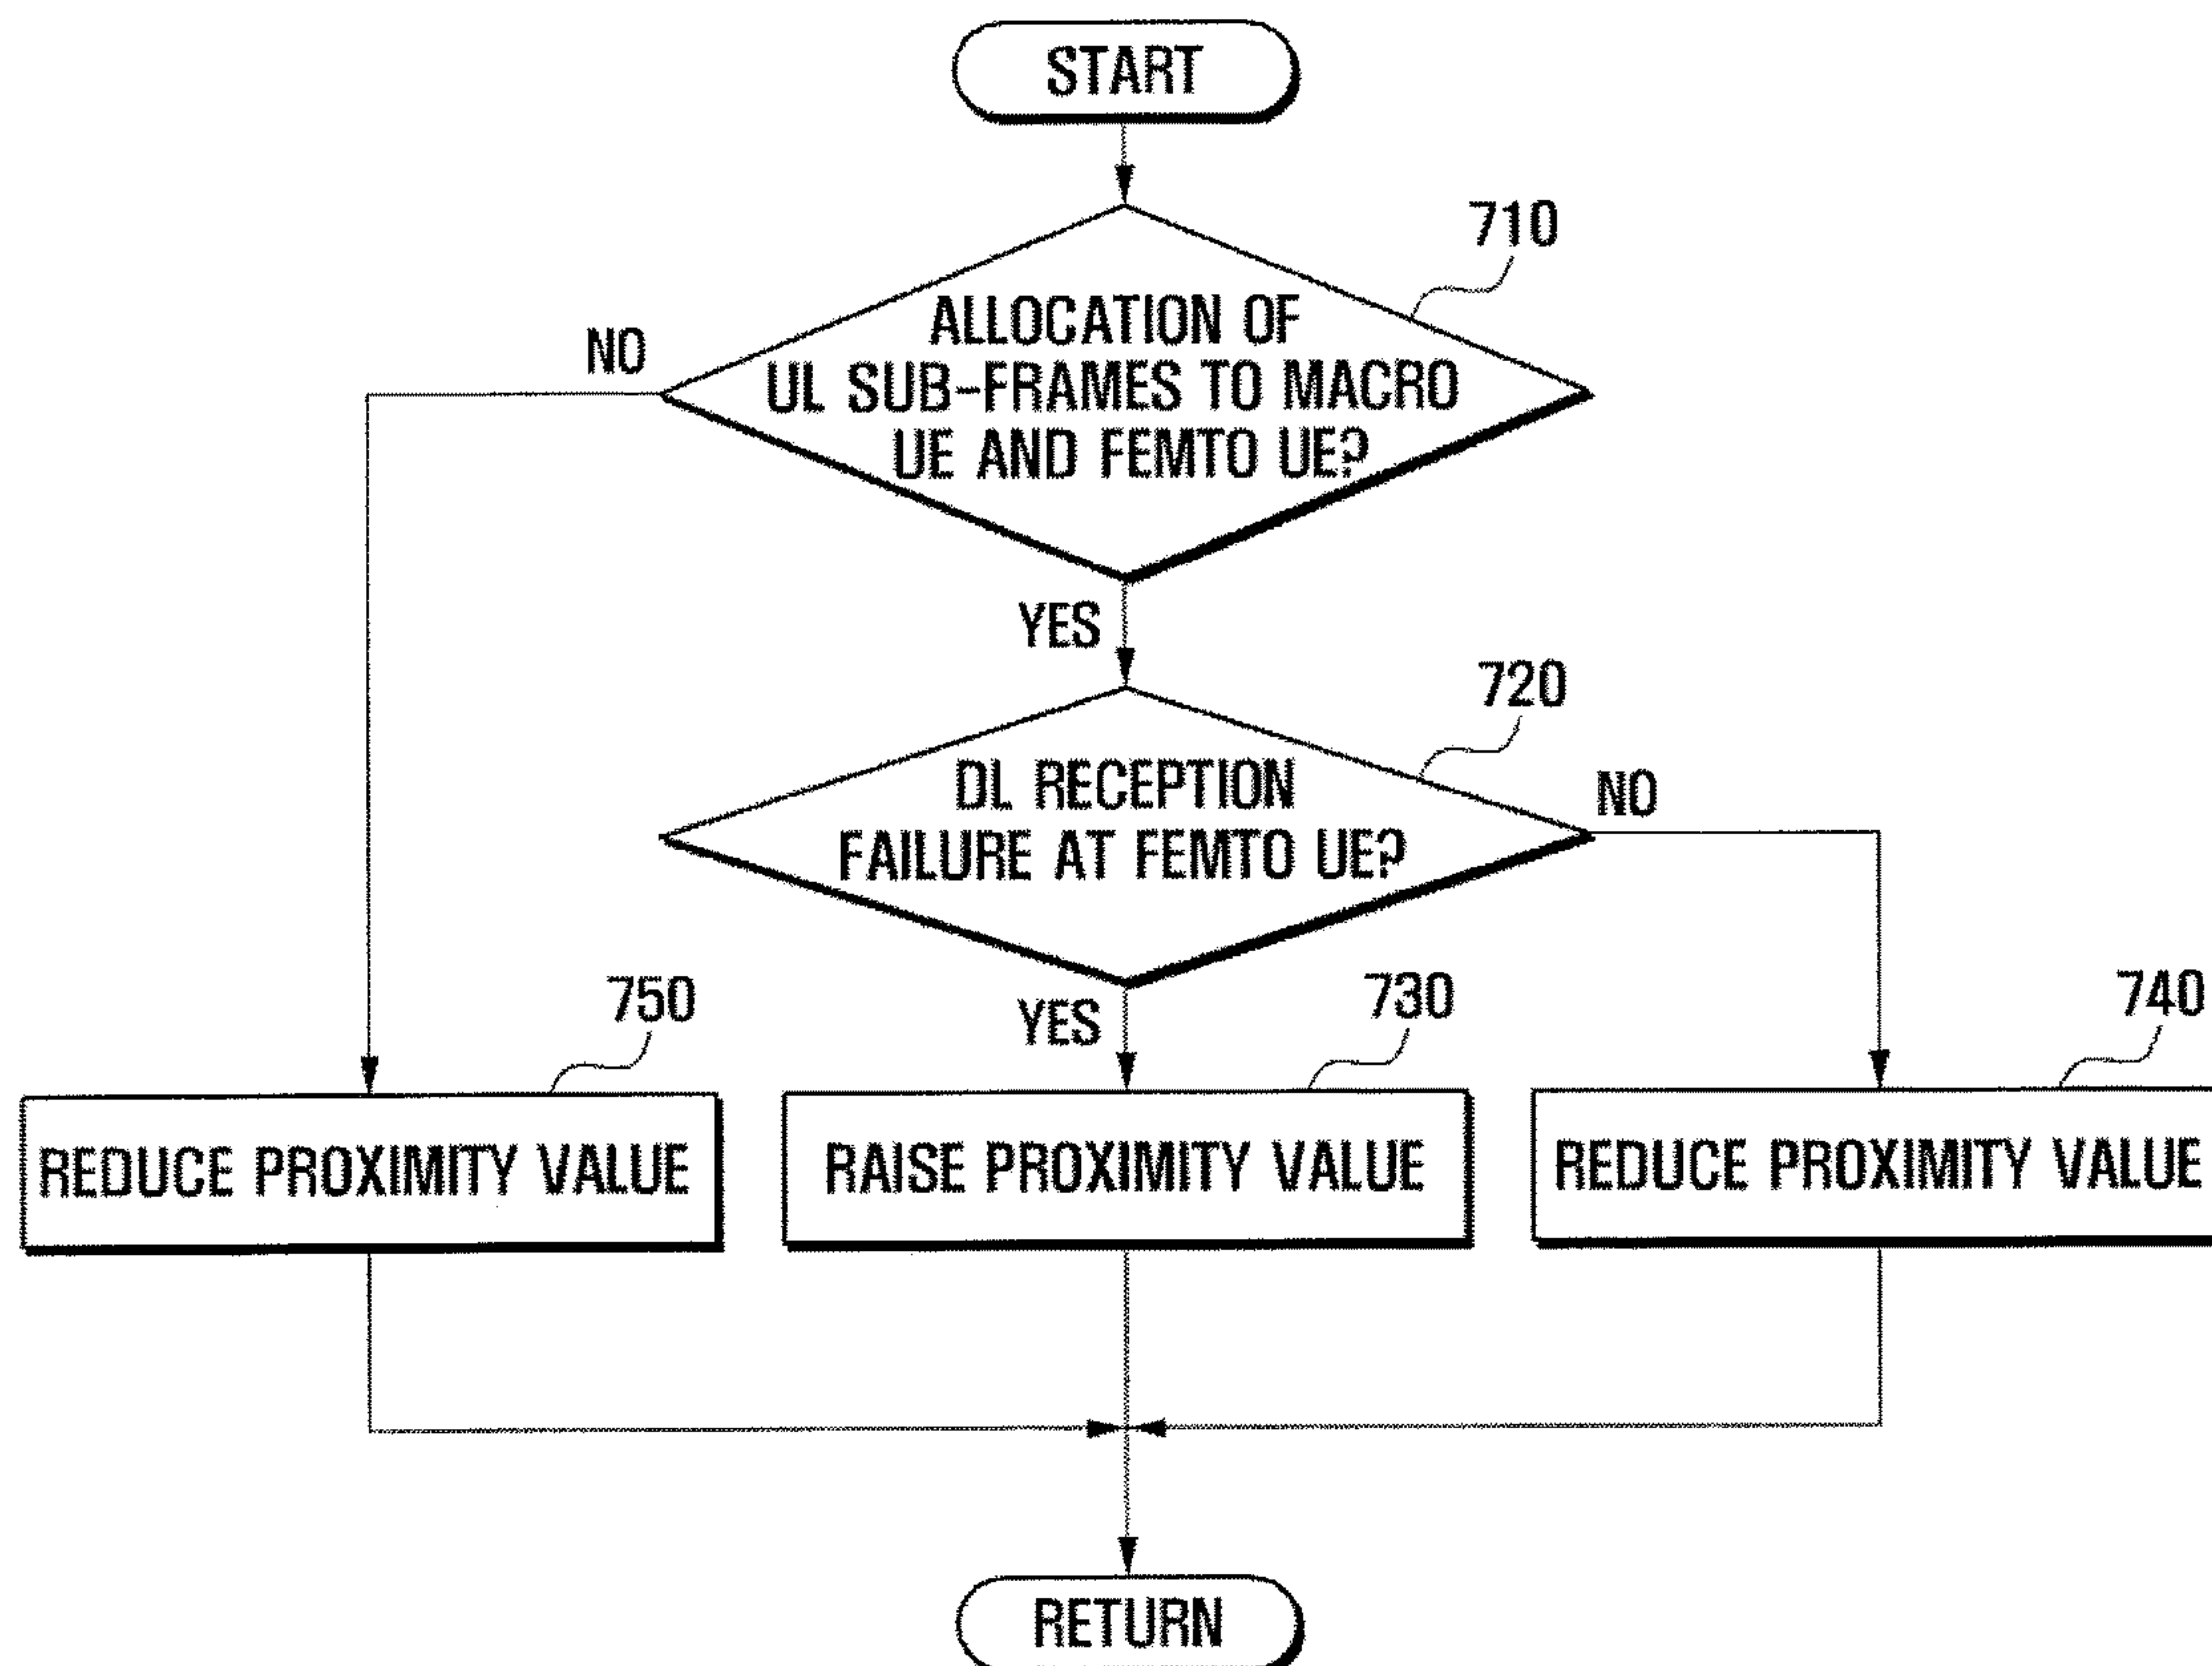 START
710
ALLOCATION OF
UL SUB-FRAMES TO MACRO
UE AND FEMTO UE?
NO
YES
720
DL RECEPTION
FAILURE AT FEMTO UE?
NO
YES
750
730
740
REDUCE PROXIMITY VALUE
RAISE PROXIMITY VALUE
REDUCE PROXIMITY VALUE
RETURN